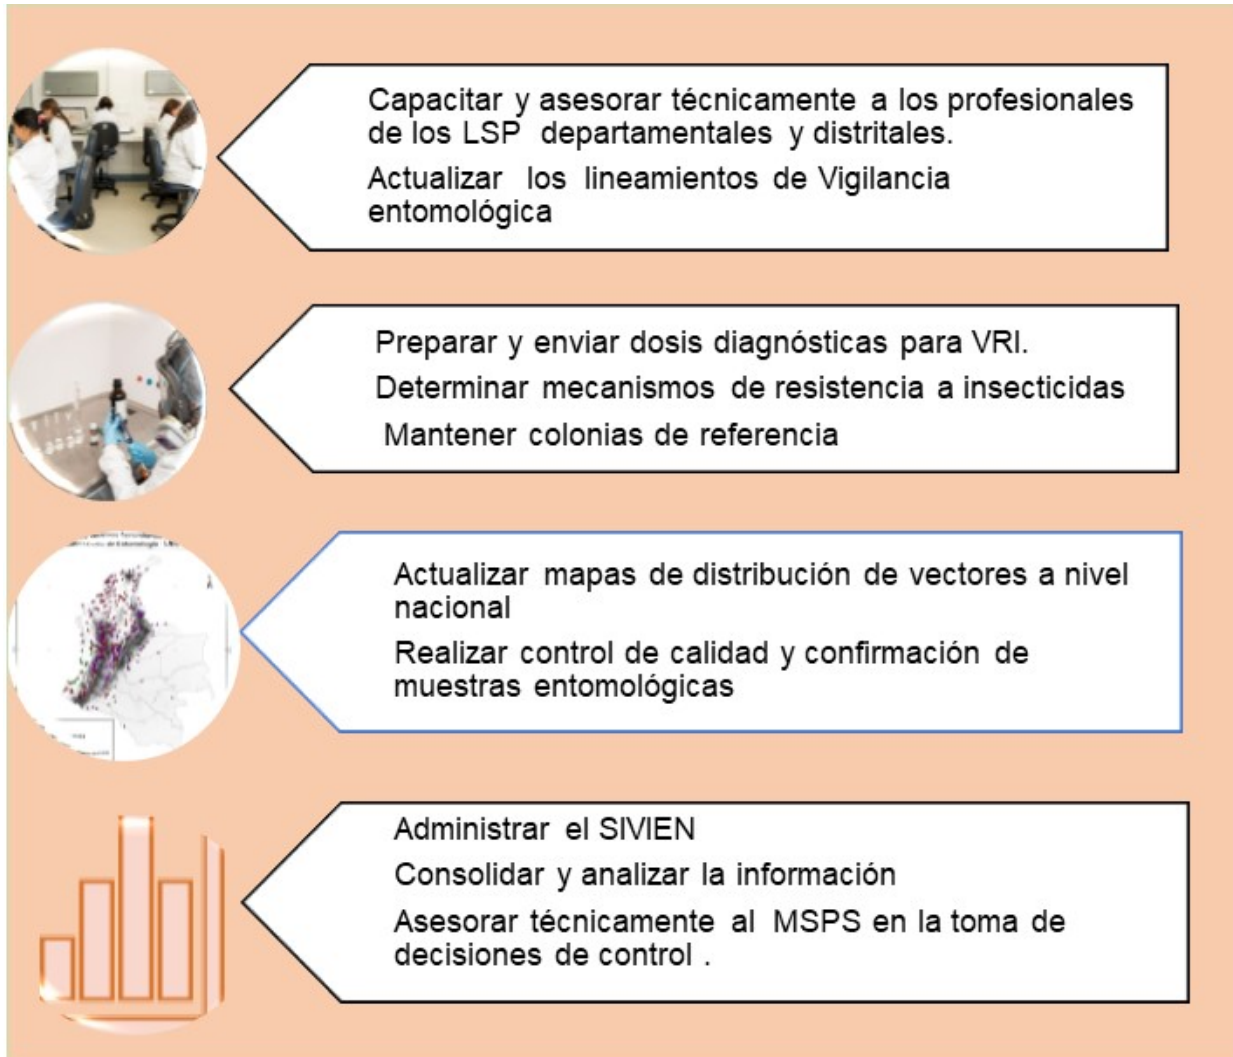 Capacitar y asesorar técnicamente a los profesionales
de los LSP departamentales y distritales.
Actualizar los lineamientos de Vigilancia
entomológica
Preparar y enviar dosis diagnósticas para VRI.
Determinar mecanismos de resistencia a insecticidas
Mantener colonias de referencia
Actualizar mapas de distribución de vectores a nivel
nacional
Realizar control de calidad y confirmación de
muestras entomológicas
Administrar el SIVIEN
Consolidar y analizar la información
Asesorar técnicamente al MSPS en la toma de
decisiones de control .